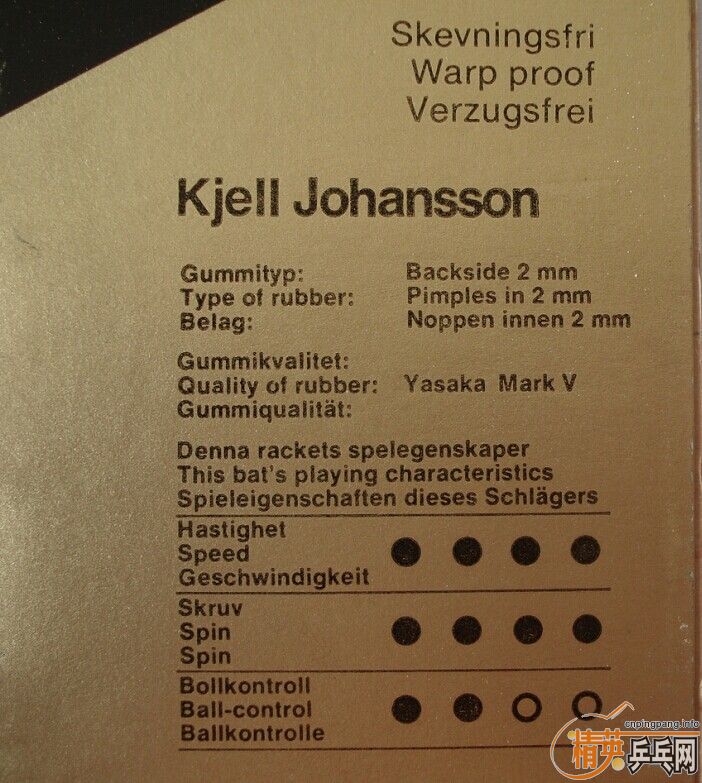 Skevningsfri
Warp proof
Verzugsfrei
Kjell Johansson
Gummityp: Backside 2 mm
Type of rubber: Pimples in 2 mm
Belag: Noppen innen 2 mm
Gummikvalitet:
Quality of rubber: Yasaka Mark V
Gummiqualität:
Denna rackets spelegenskaper
This bat's playing characteristics
Spieleigenschaften dieses Schlägers
Hastighet
Speed
Geschwindigkeit
Skruv
Spin
Spin
Bollkontroll
Ball-control
Ballkontrolle
cnpingpang.info
精英乒乓网